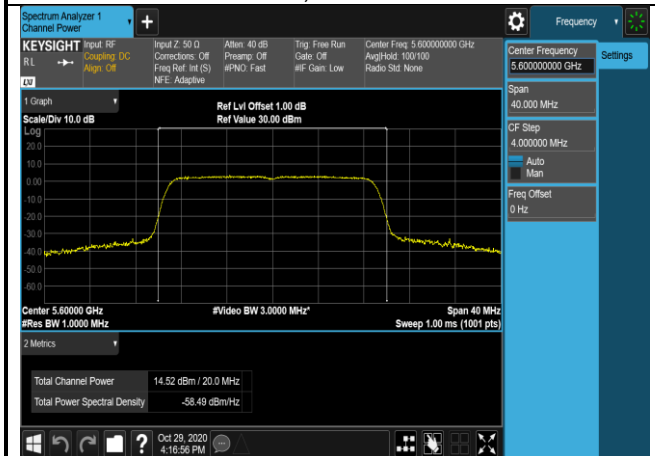 Spectrum Analyzer 1
Channel Power
+
Frequency
KEYSIGHT
RL
LXI
Input: RF
Coupling: DC
Align: Off
Input Z: 50 Ω
Corrections: Off
Freq Ref: Int (S)
NFE: Adaptive
Atten: 40 dB
Preamp: Off
#PNO: Fast
Trig: Free Run
Gate: Off
#IF Gain: Low
Center Freq: 5.600000000 GHz
Avg|Hold: 100/100
Radio Std: None
Center Frequency
5.600000000 GHz
Settings
Span
40.000 MHz
CF Step
4.000000 MHz
Auto
Man
Freq Offset
0 Hz
1 Graph
Scale/Div 10.0 dB
Ref Lvl Offset 1.00 dB
Ref Value 30.00 dBm
Log
20.0
10.0
0.00
-10.0
-20.0
-30.0
-40.0
-50.0
-60.0
Center 5.60000 GHz
#Video BW 3.0000 MHz*
Span 40 MHz
#Res BW 1.0000 MHz
Sweep 1.00 ms (1001 pts)
2 Metrics
Total Channel Power 14.52 dBm / 20.0 MHz
Total Power Spectral Density -58.49 dBm/Hz
?
Oct 29, 2020
4:16:56 PM